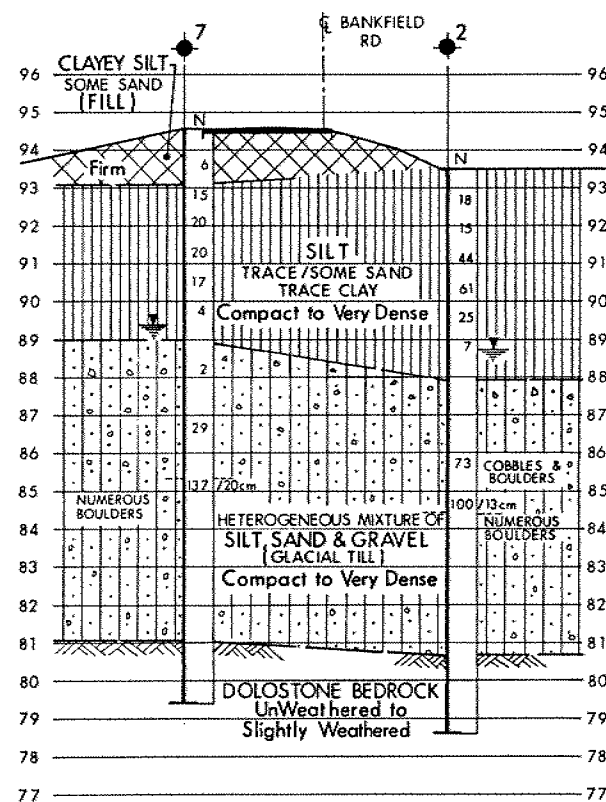 7
℄ BANKFIELD
RD
2
CLAYEY SILT
SOME SAND
(FILL)
96
96
95
95
N
94
94
Firm
6
N
93
93
15
18
92
92
20
15
SILT
91
91
20
44
TRACE/SOME SAND
TRACE CLAY
17
61
90
90
4
Compact to Very Dense
25
89
89
7
2
88
88
87
87
29
86
86
73
COBBLES &
BOULDERS
85
85
137/20cm
NUMEROUS
BOULDERS
100/13cm
84
84
HETEROGENEOUS MIXTURE OF
NUMEROUS
BOULDERS
SILT, SAND & GRAVEL
(GLACIAL TILL)
83
83
Compact to Very Dense
82
82
81
81
80
80
DOLOSTONE BEDROCK
UnWeathered to
Slightly Weathered
79
79
78
78
77
77